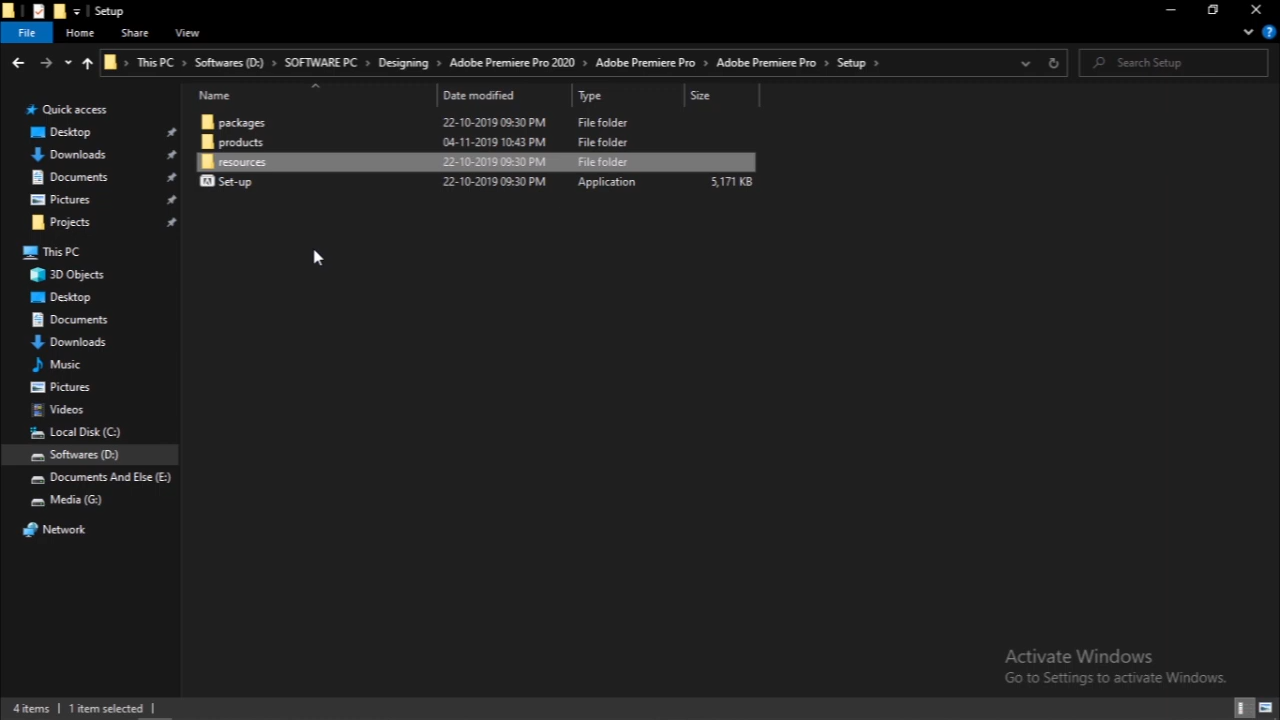 Setup
File Home Share View
This PC Softwares (D:) SOFTWARE PC Designing Adobe Premiere Pro 2020 Adobe Premiere Pro Adobe Premiere Pro Setup Search Setup
Name Date modified Type Size
packages 22-10-2019 09:30 PM File folder
products 04-11-2019 10:43 PM File folder
resources 22-10-2019 09:30 PM File folder
Set-up 22-10-2019 09:30 PM Application 5,171 KB
Quick access
Desktop
Downloads
Documents
Pictures
Projects
This PC
3D Objects
Desktop
Documents
Downloads
Music
Pictures
Videos
Local Disk (C:)
Softwares (D:)
Documents And Else (E:)
Media (G:)
Network
Activate Windows
Go to Settings to activate Windows.
4 items 1 item selected